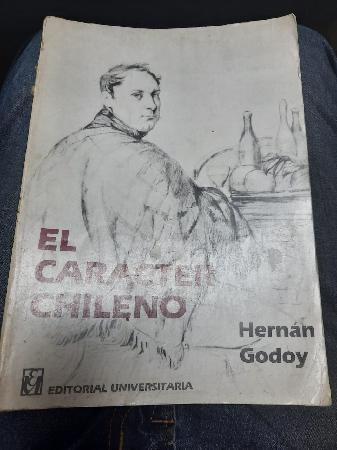 EL
CARACTER
CHILENO
Hernán
Godoy
EDITORIAL UNIVERSITARIA